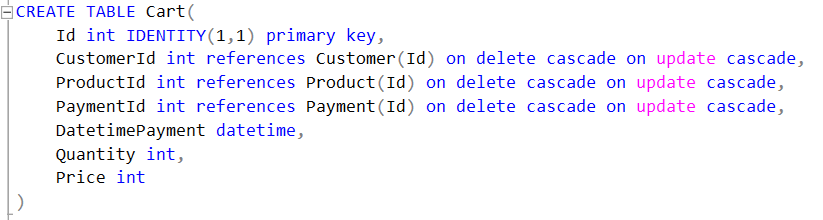 CREATE TABLE Cart(
Id int IDENTITY(1,1) primary key,
CustomerId int references Customer(Id) on delete cascade on update cascade,
ProductId int references Product(Id) on delete cascade on update cascade,
PaymentId int references Payment(Id) on delete cascade on update cascade,
DatetimePayment datetime,
Quantity int,
Price int
)